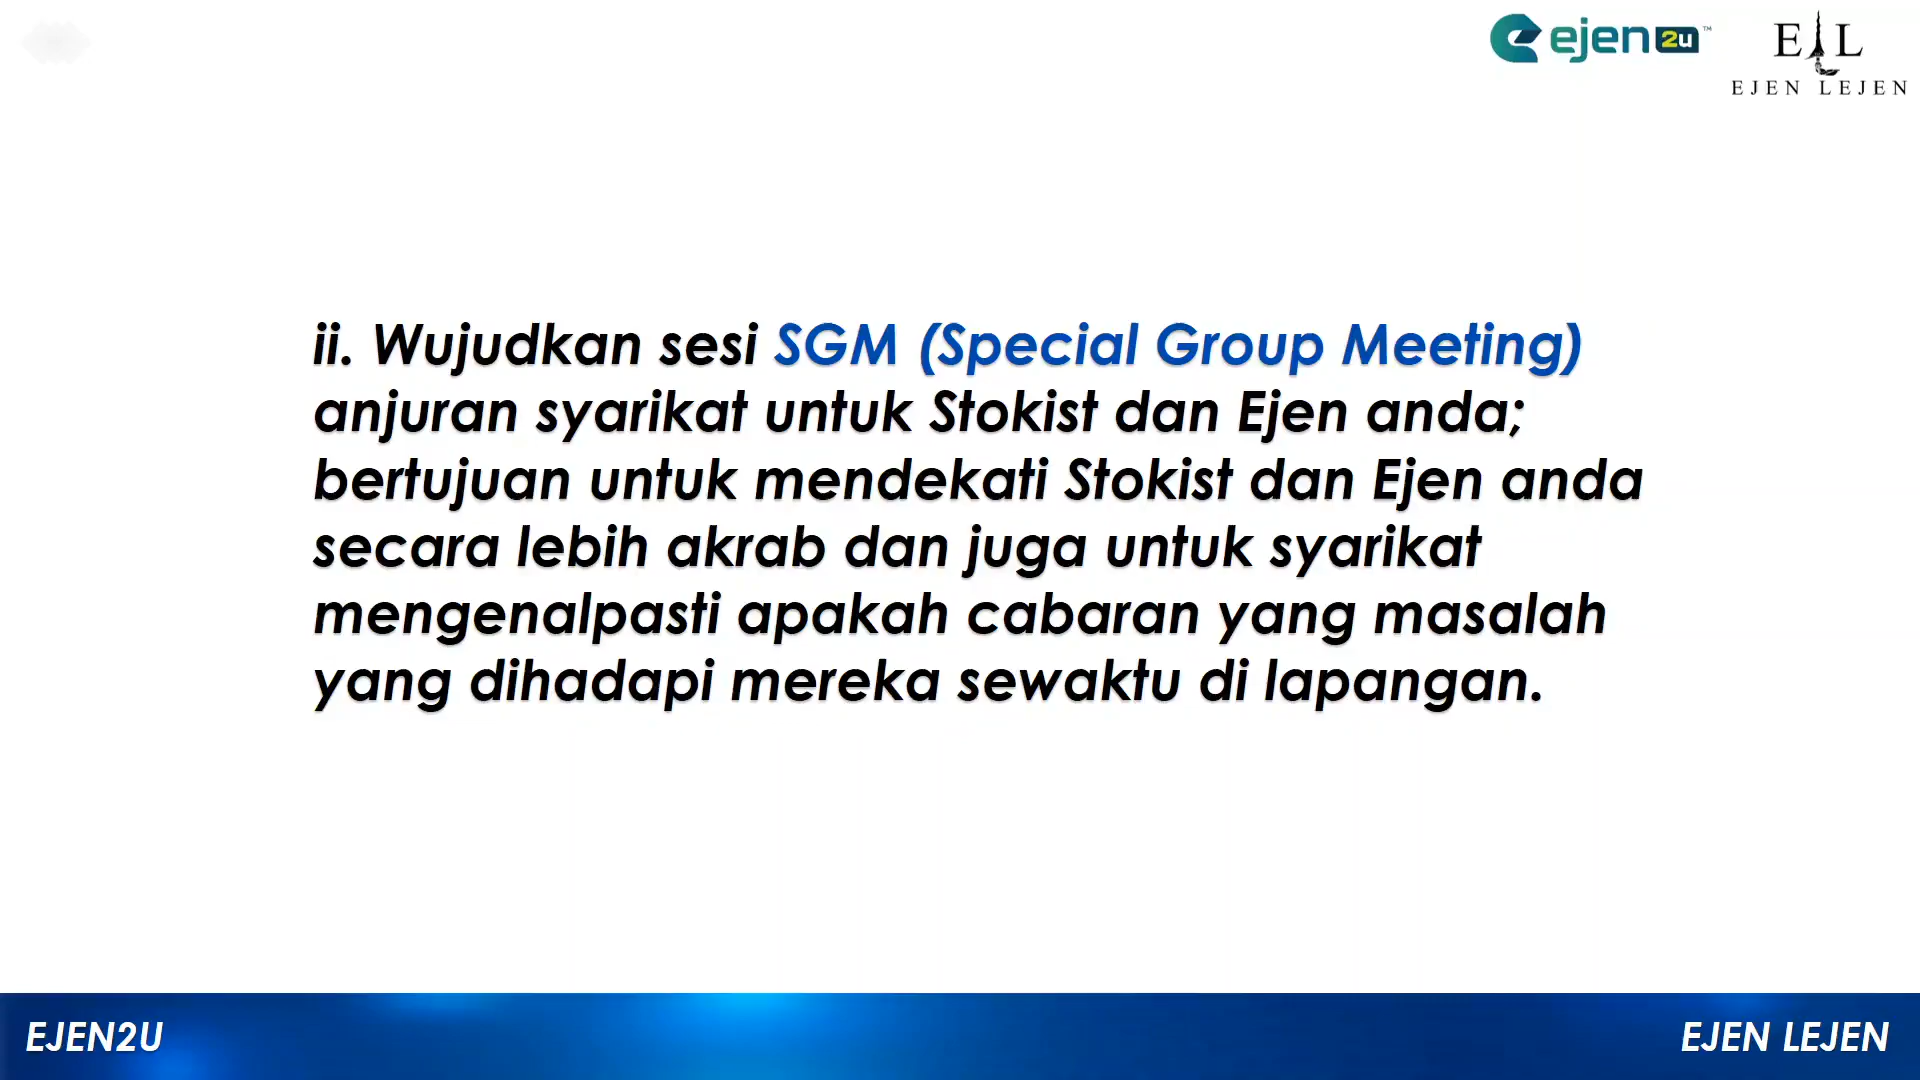 ejen2u™
E L
EJEN LEJEN
ii. Wujudkan sesi SGM (Special Group Meeting)
anjuran syarikat untuk Stokist dan Ejen anda;
bertujuan untuk mendekati Stokist dan Ejen anda
secara lebih akrab dan juga untuk syarikat
mengenalpasti apakah cabaran yang masalah
yang dihadapi mereka sewaktu di lapangan.
EJEN2U
EJEN LEJEN